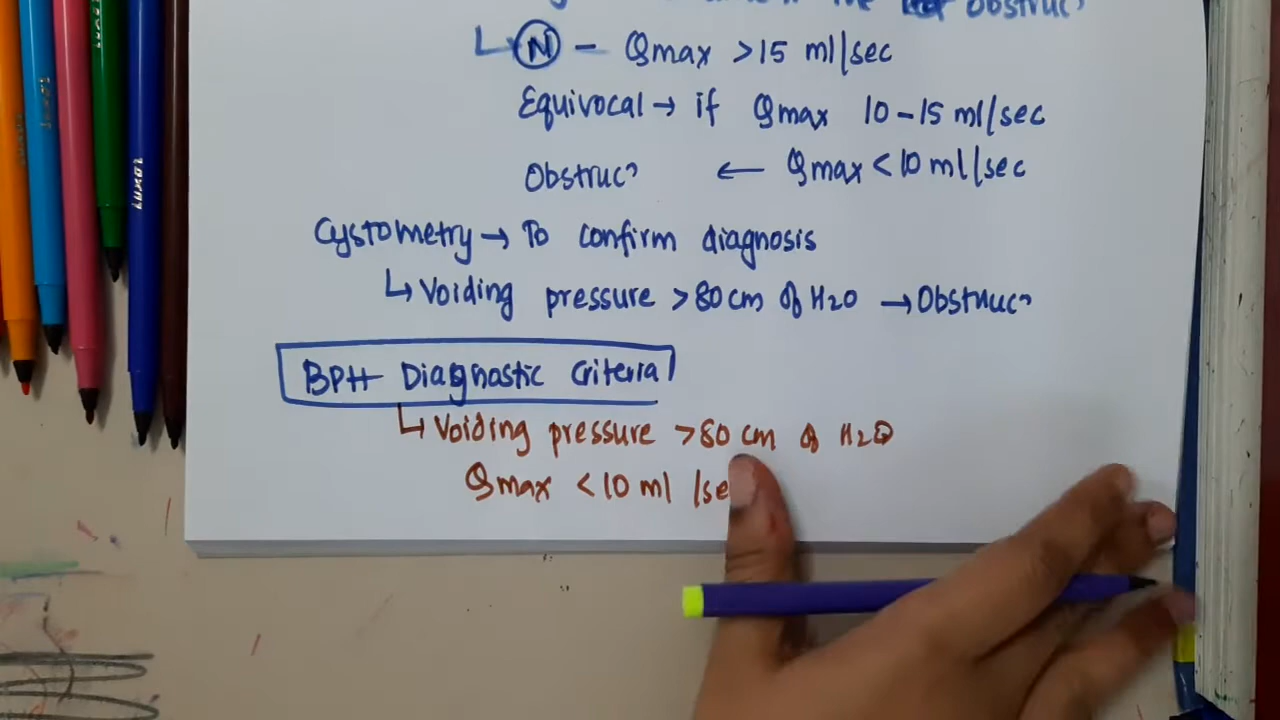 obstruc?
↳ Ⓝ - Qmax >15 ml/sec
Equivocal → if Qmax 10-15 ml/sec
Obstruc? ← Qmax <10 ml/sec
Cystometry → To confirm diagnosis
↳ Voiding pressure >80cm of H2O → Obstruc?
BPH Diagnostic Criteria
↳ Voiding pressure >80 cm of H2O
Qmax <10 ml /se